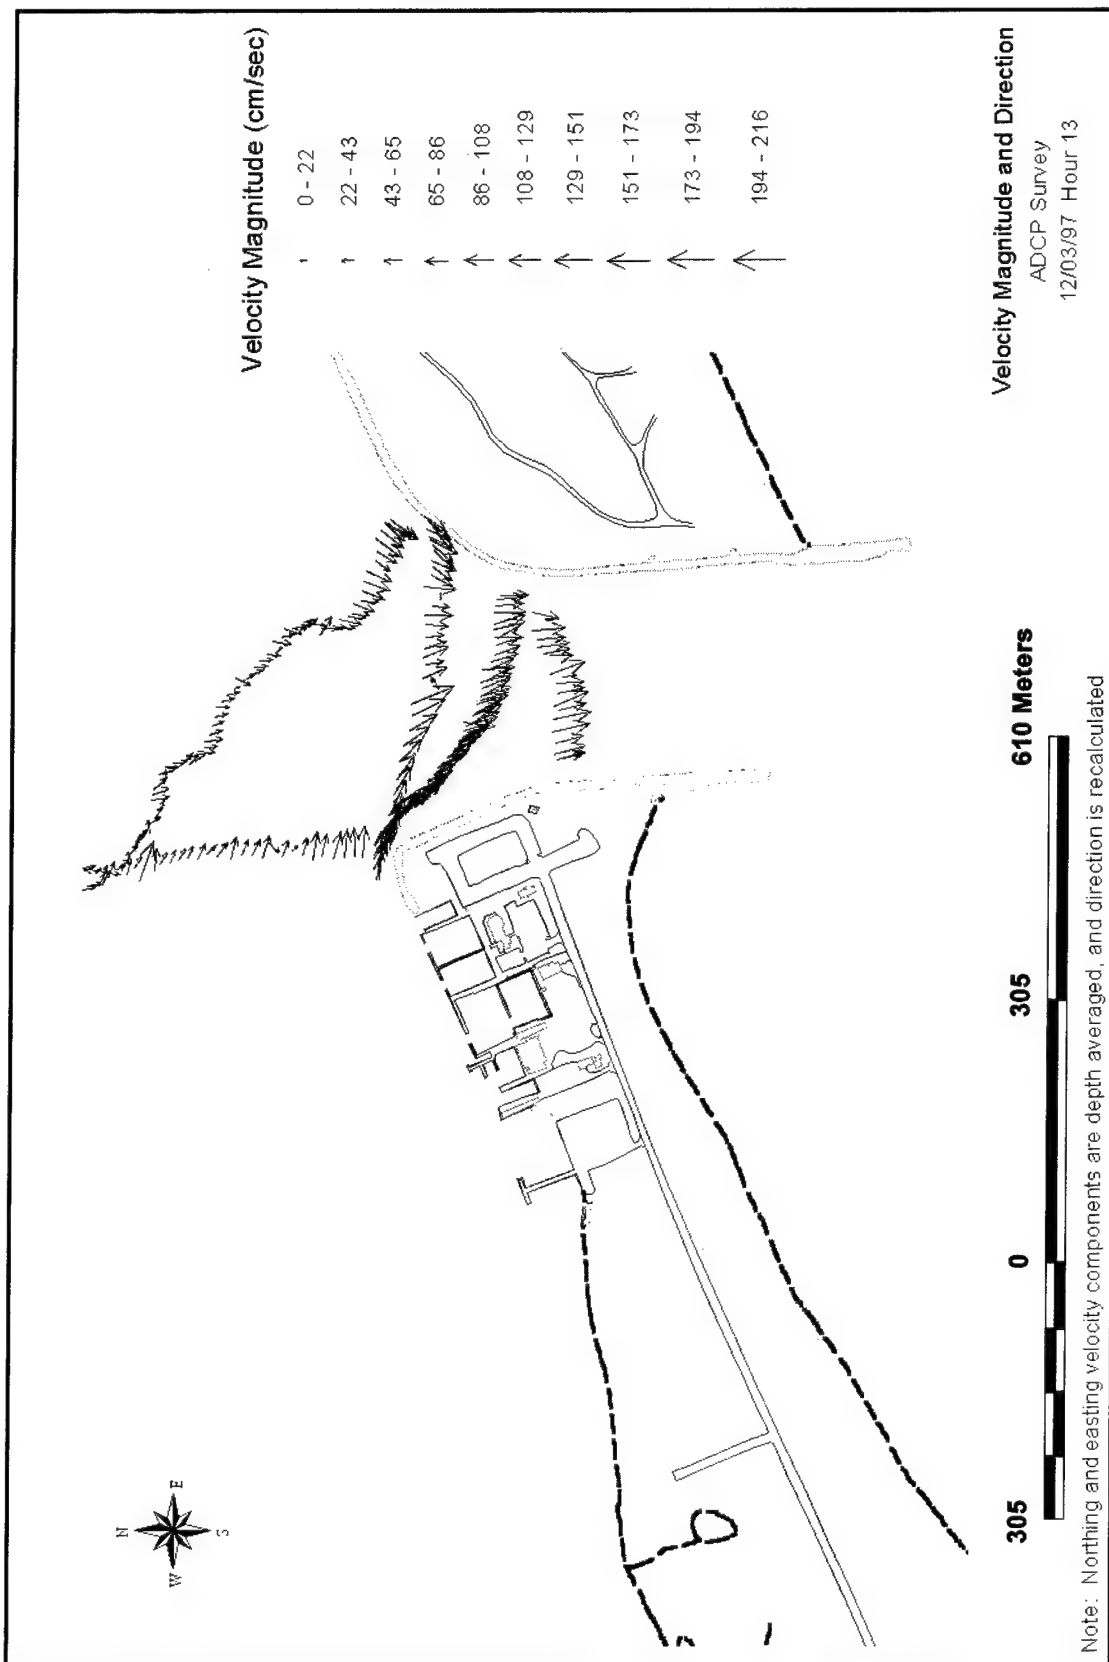 Velocity Magnitude (cm/sec)
0 - 22
22 - 43
43 - 65
65 - 86
86 - 108
108 - 129
129 - 151
151 - 173
173 - 194
194 - 216
N
W
E
S
Velocity Magnitude and Direction
ADCP Survey
12/03/97 Hour 13
305 0 305 610 Meters
Note: Northing and easting velocity components are depth averaged, and direction is recalculated